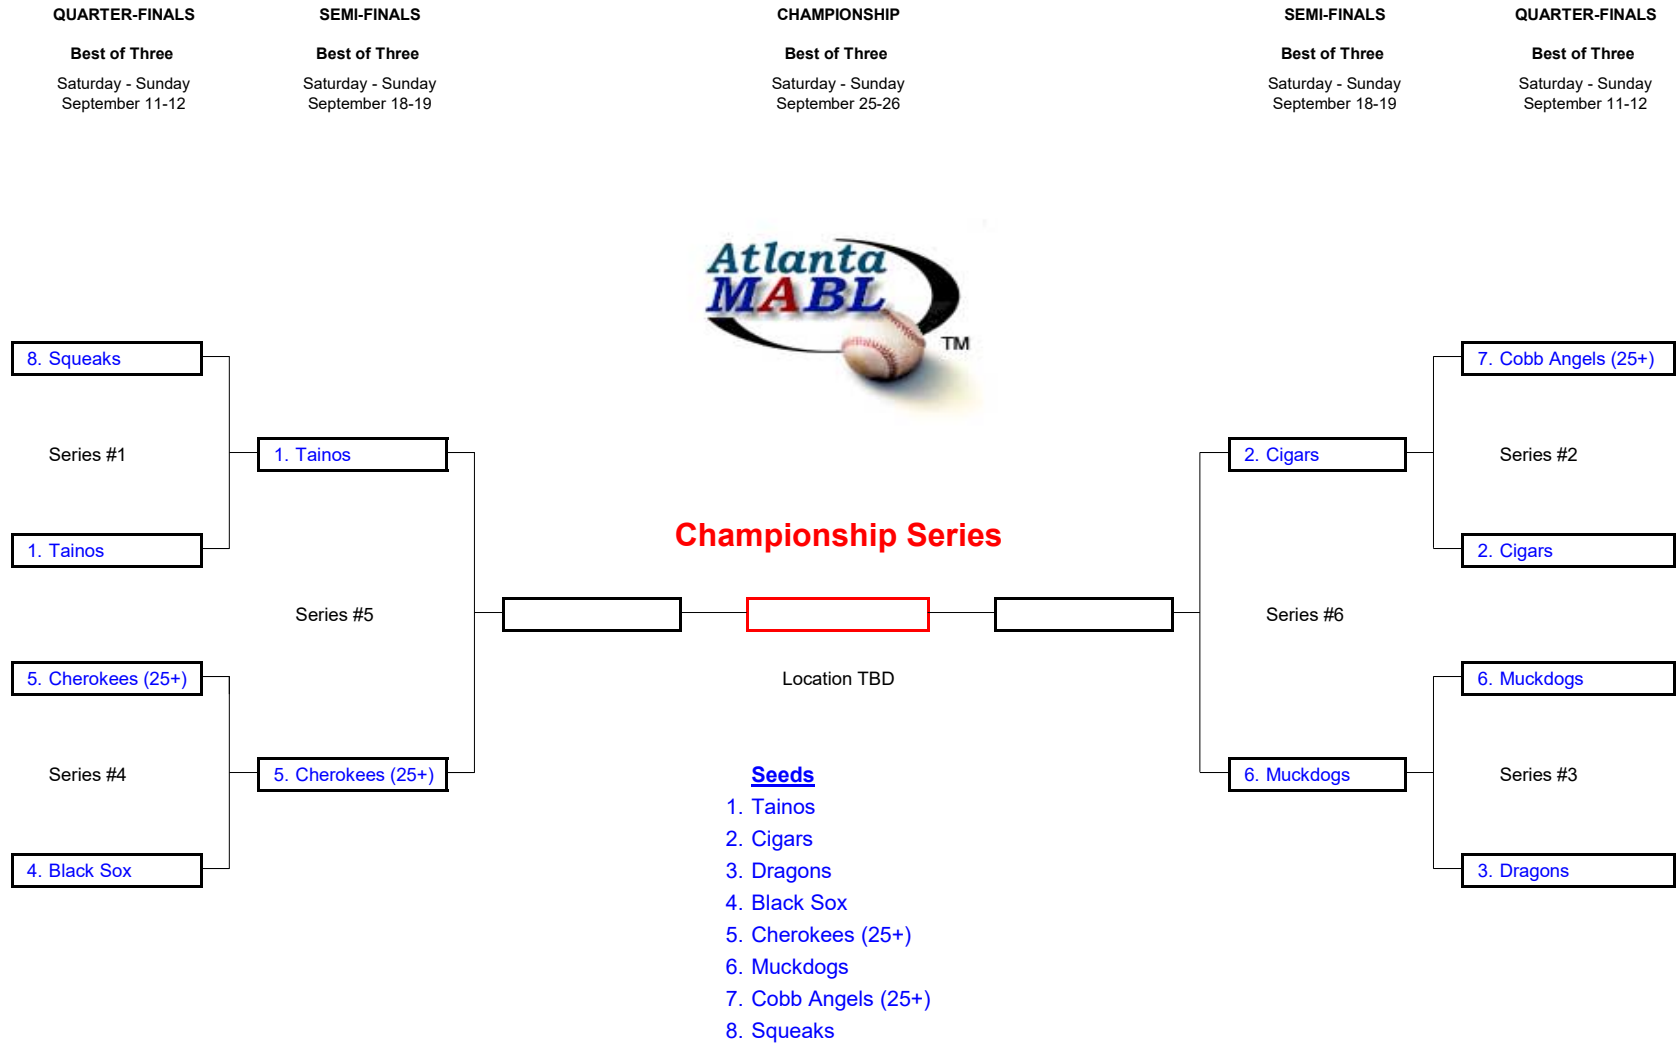 QUARTER-FINALS
SEMI-FINALS
CHAMPIONSHIP
SEMI-FINALS
QUARTER-FINALS
Best of Three
Best of Three
Best of Three
Best of Three
Best of Three
Saturday - Sunday
September 11-12
Saturday - Sunday
September 18-19
Saturday - Sunday
September 25-26
Saturday - Sunday
September 18-19
Saturday - Sunday
September 11-12
Atlanta
MABL
TM
8. Squeaks
7. Cobb Angels (25+)
Series #1
1. Tainos
2. Cigars
Series #2
Championship Series
1. Tainos
2. Cigars
Series #5
Series #6
5. Cherokees (25+)
Location TBD
6. Muckdogs
Series #4
5. Cherokees (25+)
6. Muckdogs
Series #3
4. Black Sox
3. Dragons
Seeds
1. Tainos
2. Cigars
3. Dragons
4. Black Sox
5. Cherokees (25+)
6. Muckdogs
7. Cobb Angels (25+)
8. Squeaks